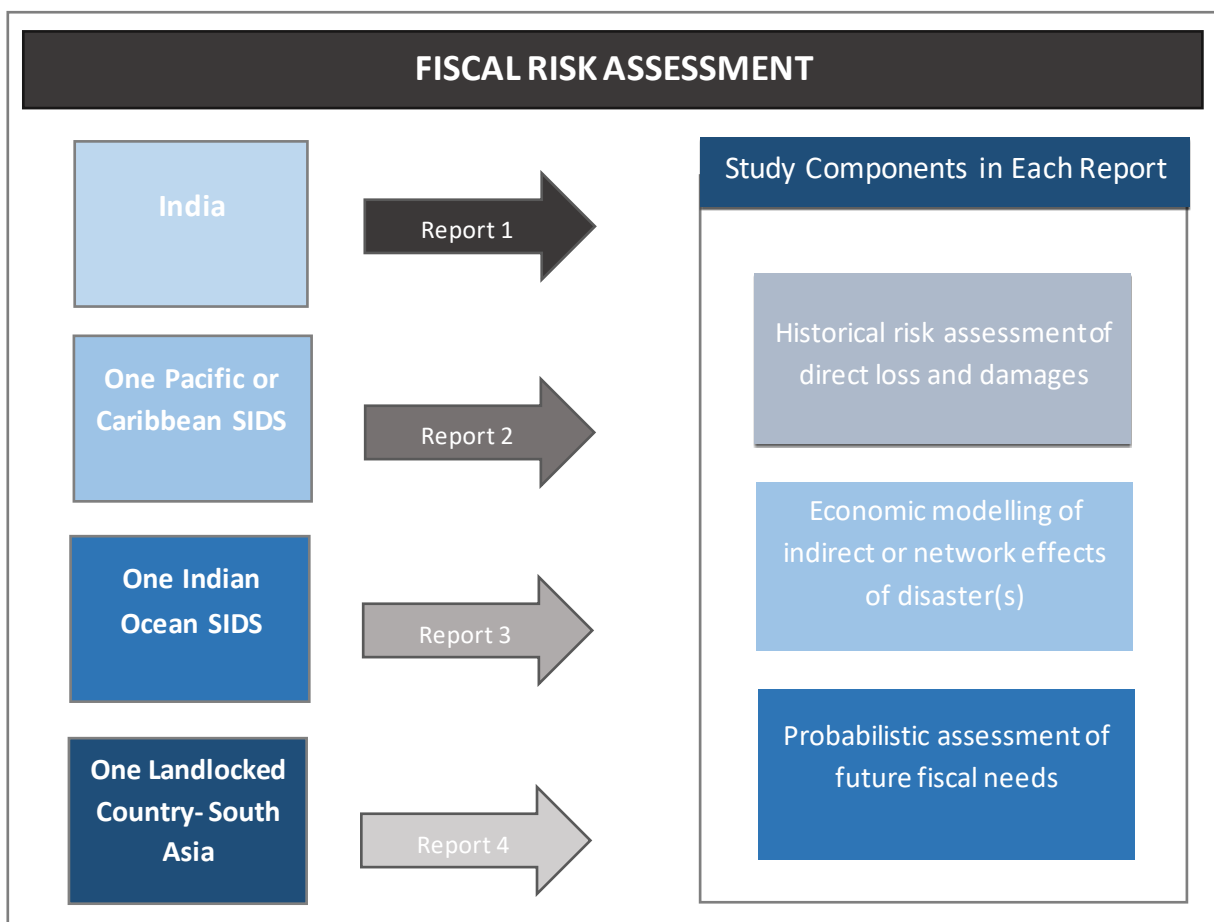 FISCAL RISK ASSESSMENT
India
Report 1
One Pacific or
Caribbean SIDS
Report 2
One Indian
Ocean SIDS
Report 3
One Landlocked
Country- South
Asia
Report 4
Study Components in Each Report
Historical risk assessment of
direct loss and damages
Economic modelling of
indirect or network effects
of disaster(s)
Probabilistic assessment of
future fiscal needs